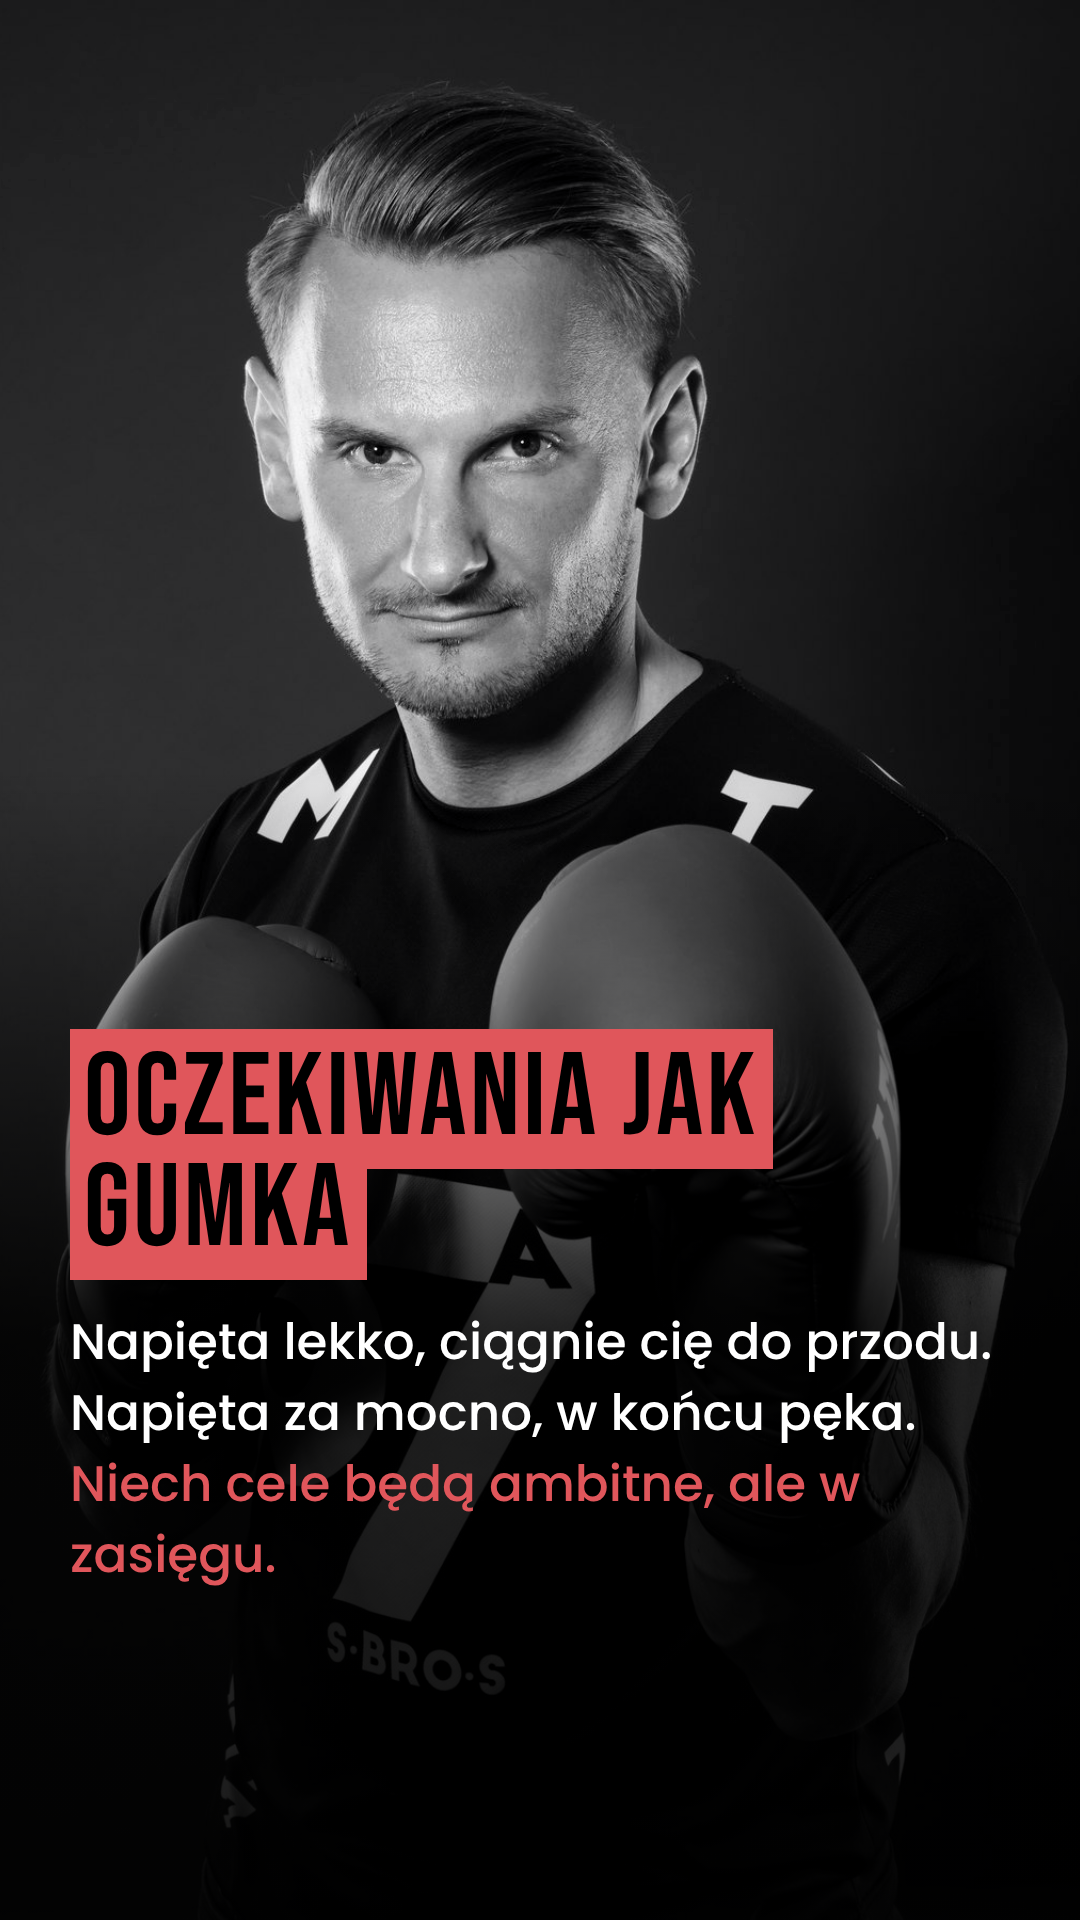 M T
OCZEKIWANIA JAK
GUMKA
A
Napięta lekko, ciągnie cię do przodu.
Napięta za mocno, w końcu pęka.
Niech cele będą ambitne, ale w
zasięgu.
S·BRO·S